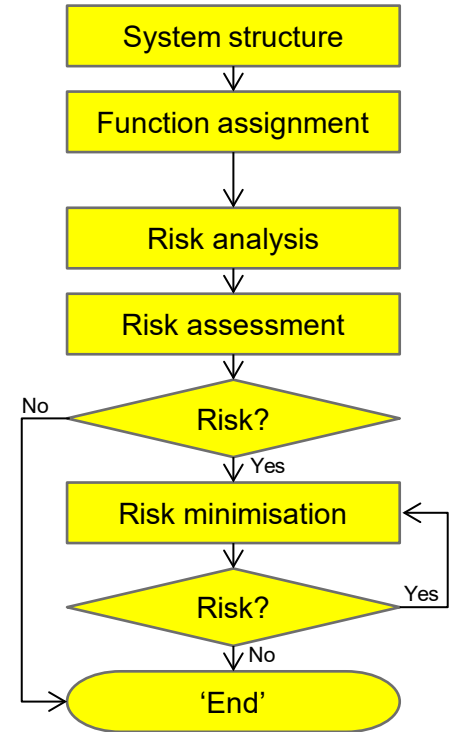 System structure
Function assignment
Risk analysis
Risk assessment
No
Risk?
Yes
Risk minimisation
Risk?
Yes
No
‘End’